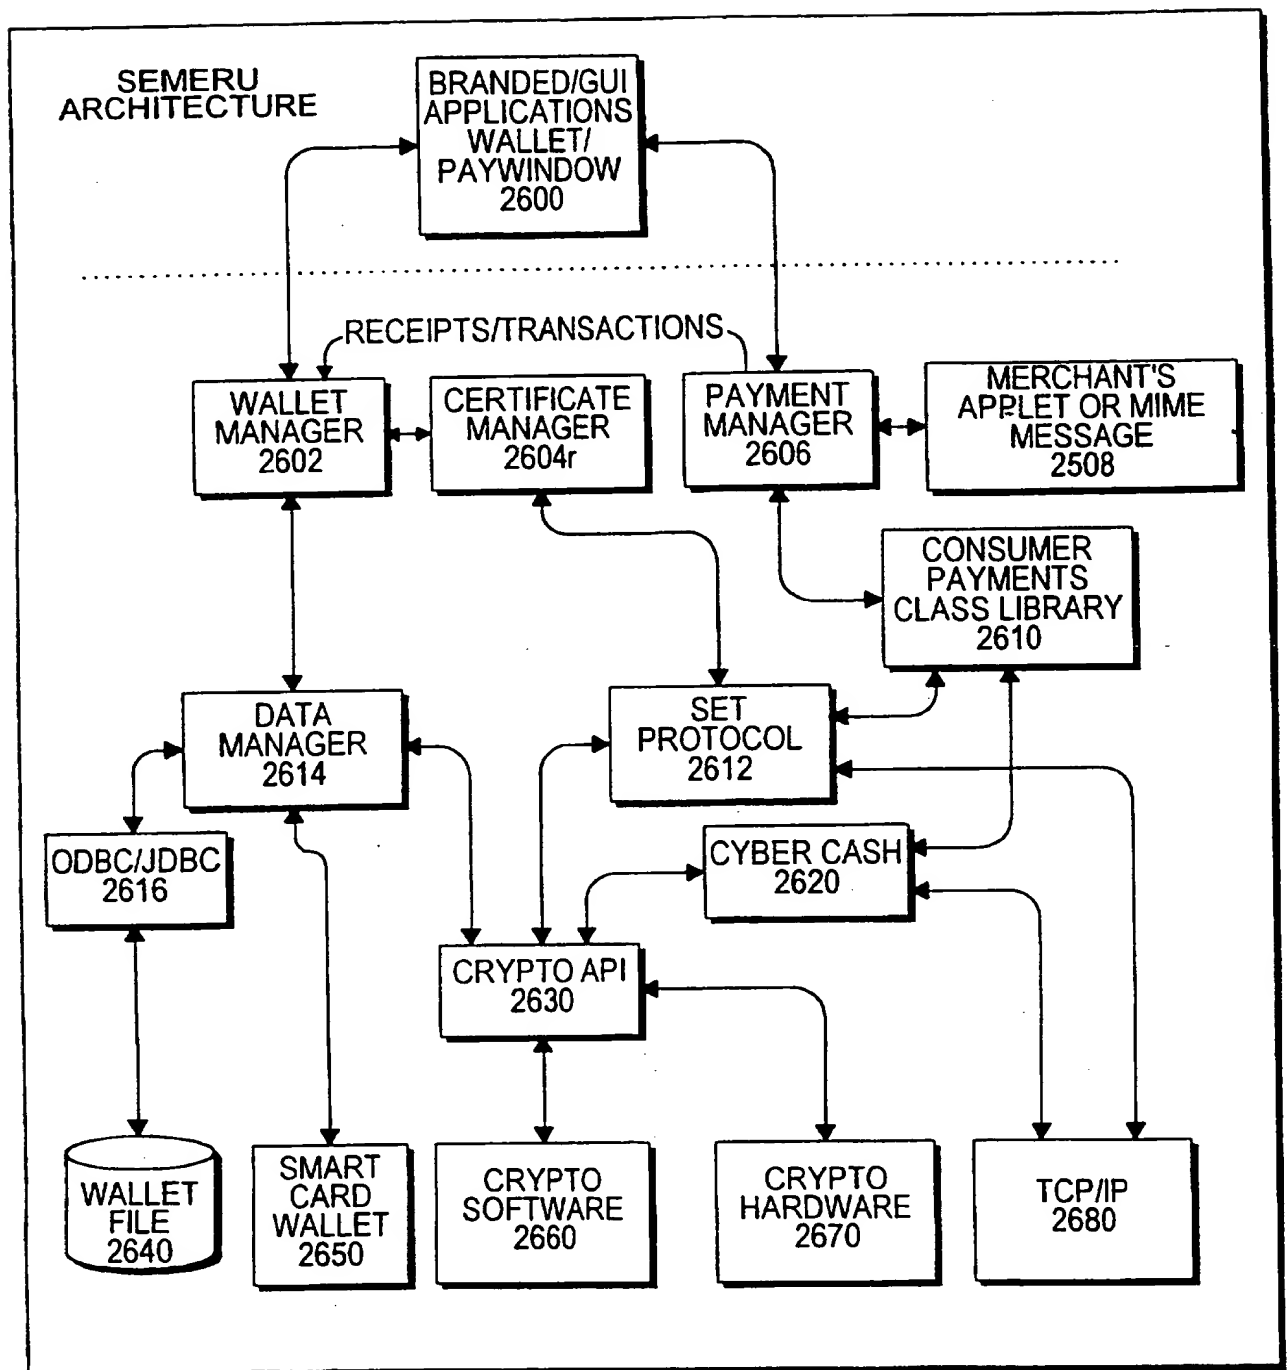 SEMERU
ARCHITECTURE
BRANDED/GUI
APPLICATIONS
WALLET/
PAYWINDOW
2600
RECEIPTS/TRANSACTIONS
WALLET
MANAGER
2602
CERTIFICATE
MANAGER
2604r
PAYMENT
MANAGER
2606
MERCHANT'S
APPLET OR MIME
MESSAGE
2508
CONSUMER
PAYMENTS
CLASS LIBRARY
2610
DATA
MANAGER
2614
SET
PROTOCOL
2612
ODBC/JDBC
2616
CYBER CASH
2620
CRYPTO API
2630
WALLET
FILE
2640
SMART
CARD
WALLET
2650
CRYPTO
SOFTWARE
2660
CRYPTO
HARDWARE
2670
TCP/IP
2680